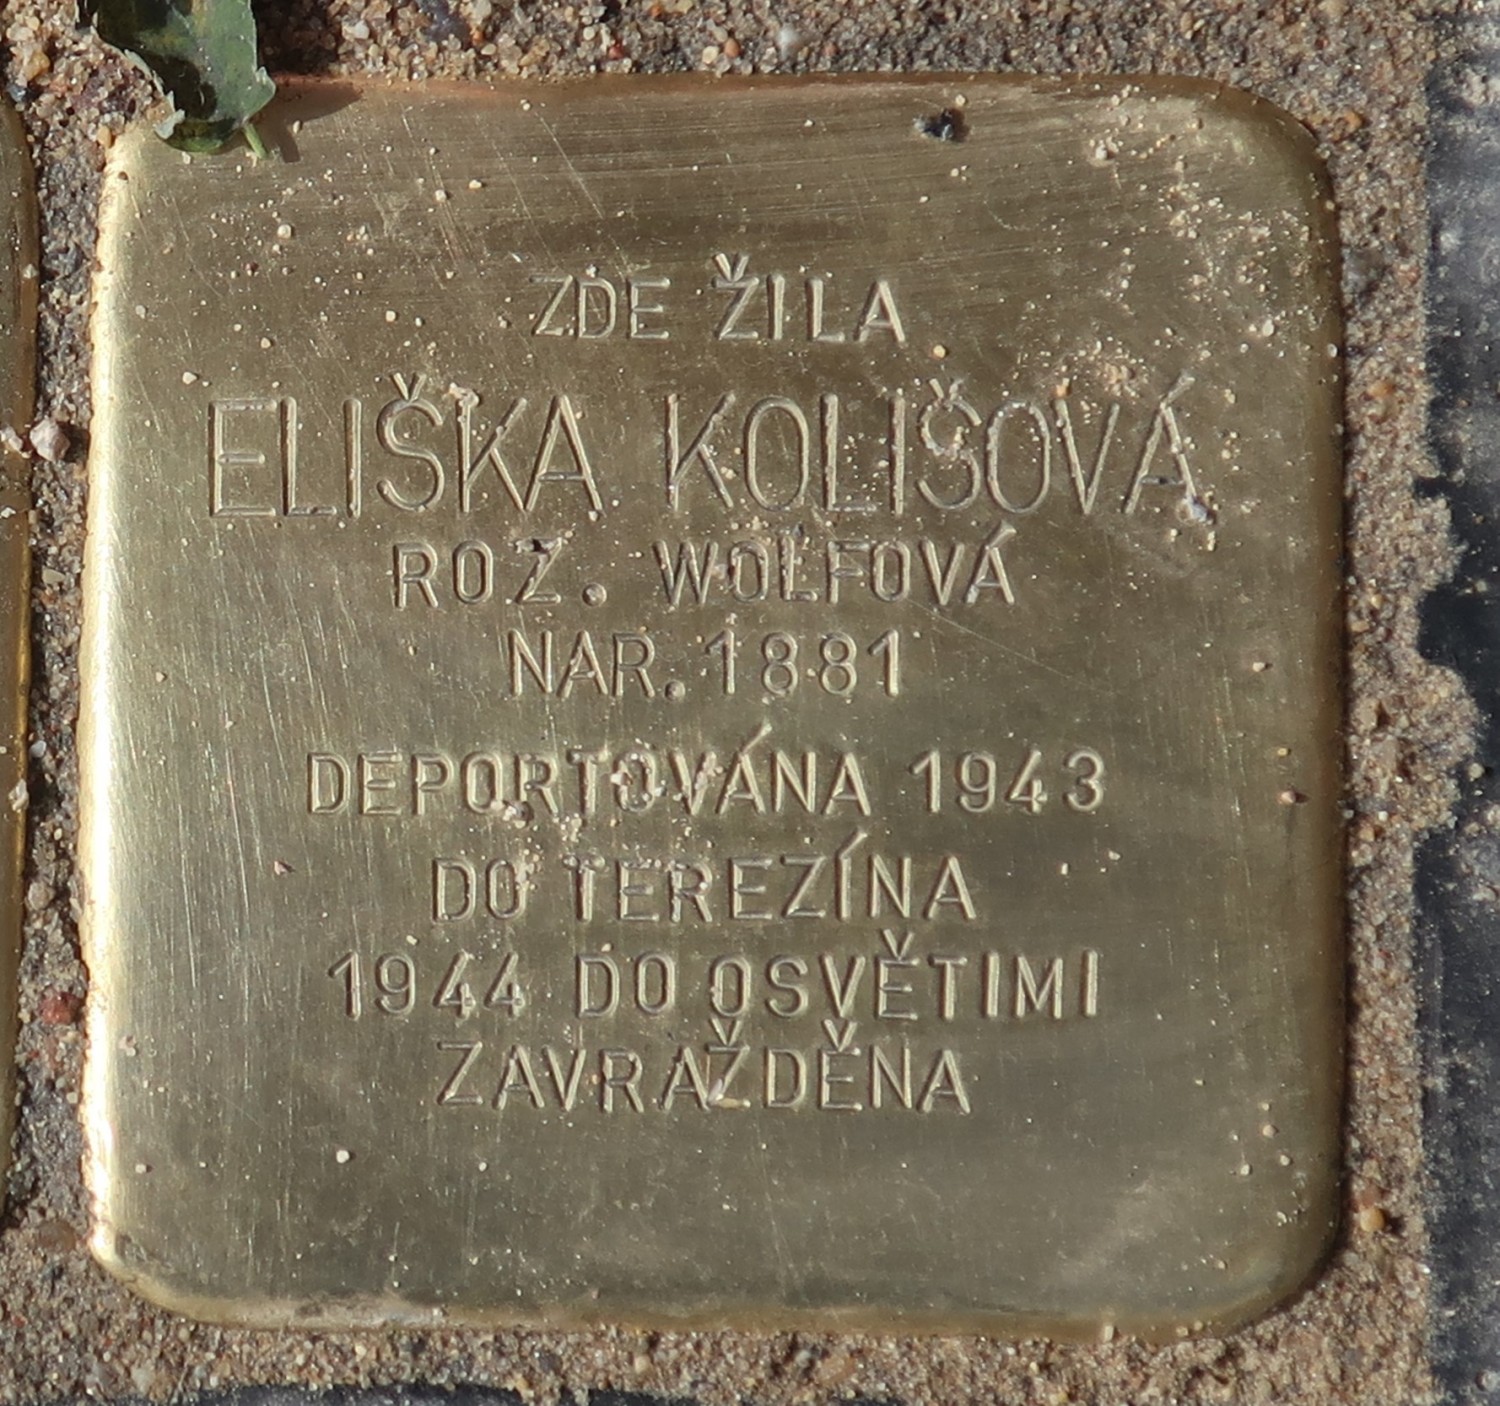 ZDE ŽILA
ELIŠKA KOLIŠOVÁ
ROZ. WOLFOVÁ
NAR. 1881
DEPORTOVÁNA 1943
DO TEREZÍNA
1944 DO OSVĚTIMI
ZAVRAŽDĚNA